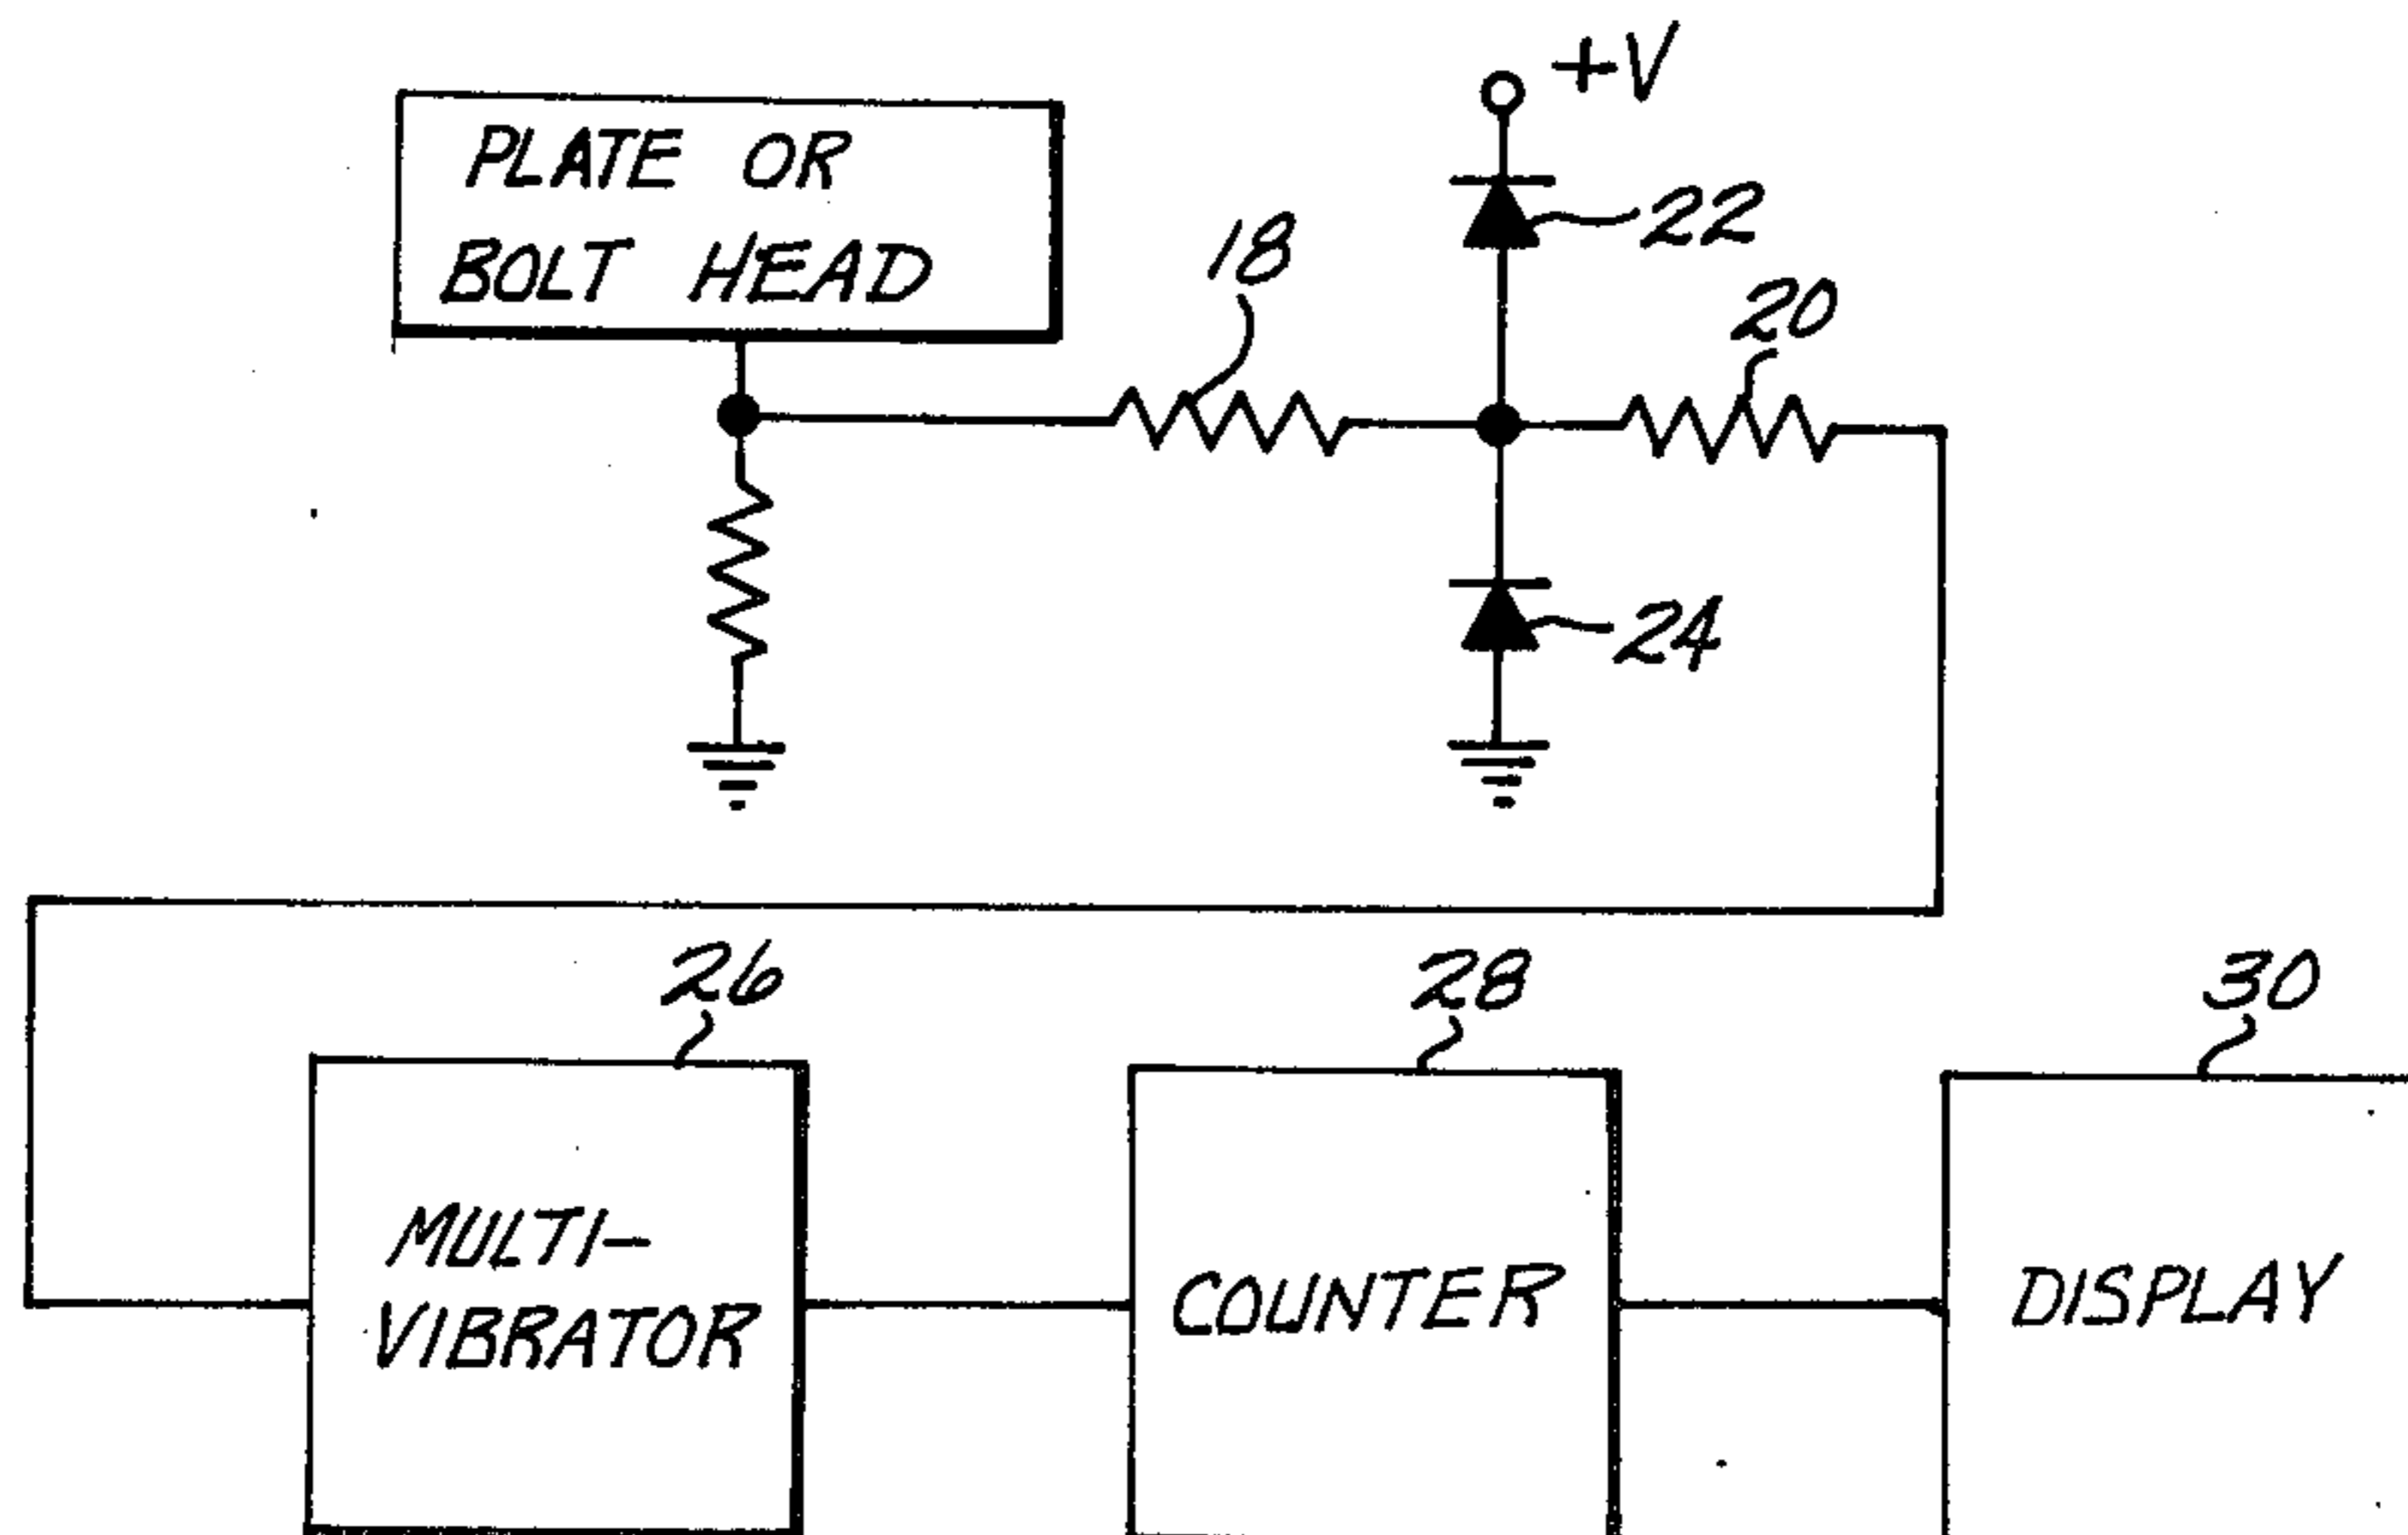 +V
PLATE OR
BOLT HEAD
22
18
20
24
26
28
30
MULTI-
VIBRATOR
COUNTER
DISPLAY